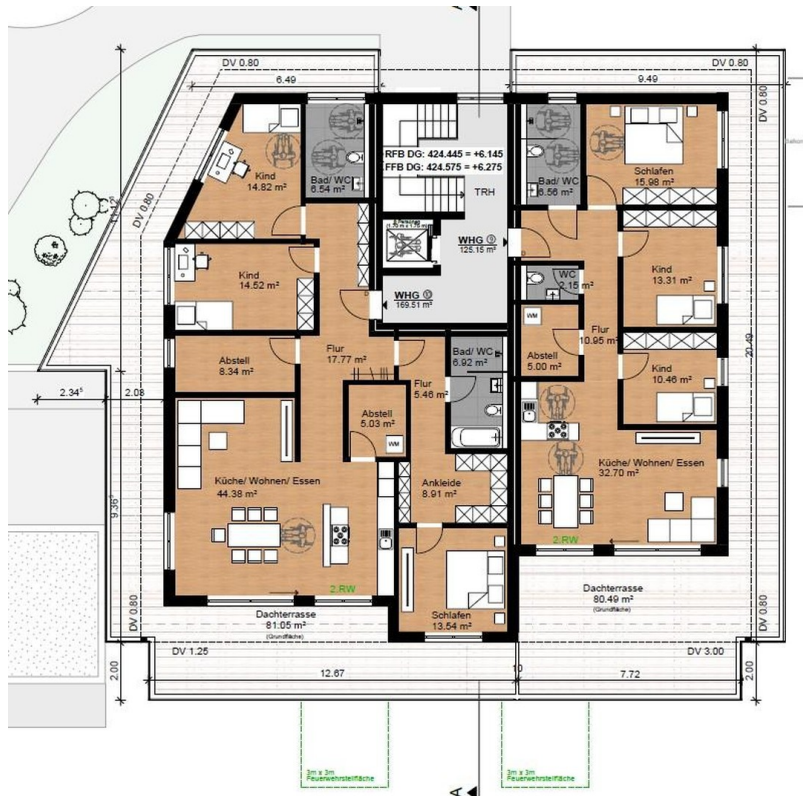 A
DV 0.80
DV 0.80
6.49
9.49
DV 0.80
DV 0.80
Kind
14.82 m²
Bad/ WC
6.54 m²
RFB DG: 424.445 = +6.145
FFB DG: 424.575 = +6.275
TRH
Bad/ WC
6.56 m²
Schlafen
15.98 m²
WHG
125.15 m²
Kind
14.52 m²
WHG
169.51 m²
WC
2.15 m²
Kind
13.31 m²
WM
Flur
10.95 m²
Abstell
5.00 m²
20.49
Flur
17.77 m²
Abstell
8.34 m²
Bad/ WC
6.92 m²
Flur
5.46 m²
Kind
10.46 m²
2.34⁵
2.08
Abstell
5.03 m²
WM
Küche/ Wohnen/ Essen
44.38 m²
Ankleide
8.91 m²
Küche/ Wohnen/ Essen
32.70 m²
9.36⁵
2.RW
2.RW
Schlafen
13.54 m²
Dachterrasse
81.05 m²
(Grundfläche)
Dachterrasse
80.49 m²
(Grundfläche)
DV 0.80
DV 0.80
DV 1.25
DV 3.00
2.00
12.67
10
7.72
2.00
3m x 3m
Feuerwehrstellfläche
3m x 3m
Feuerwehrstellfläche
A